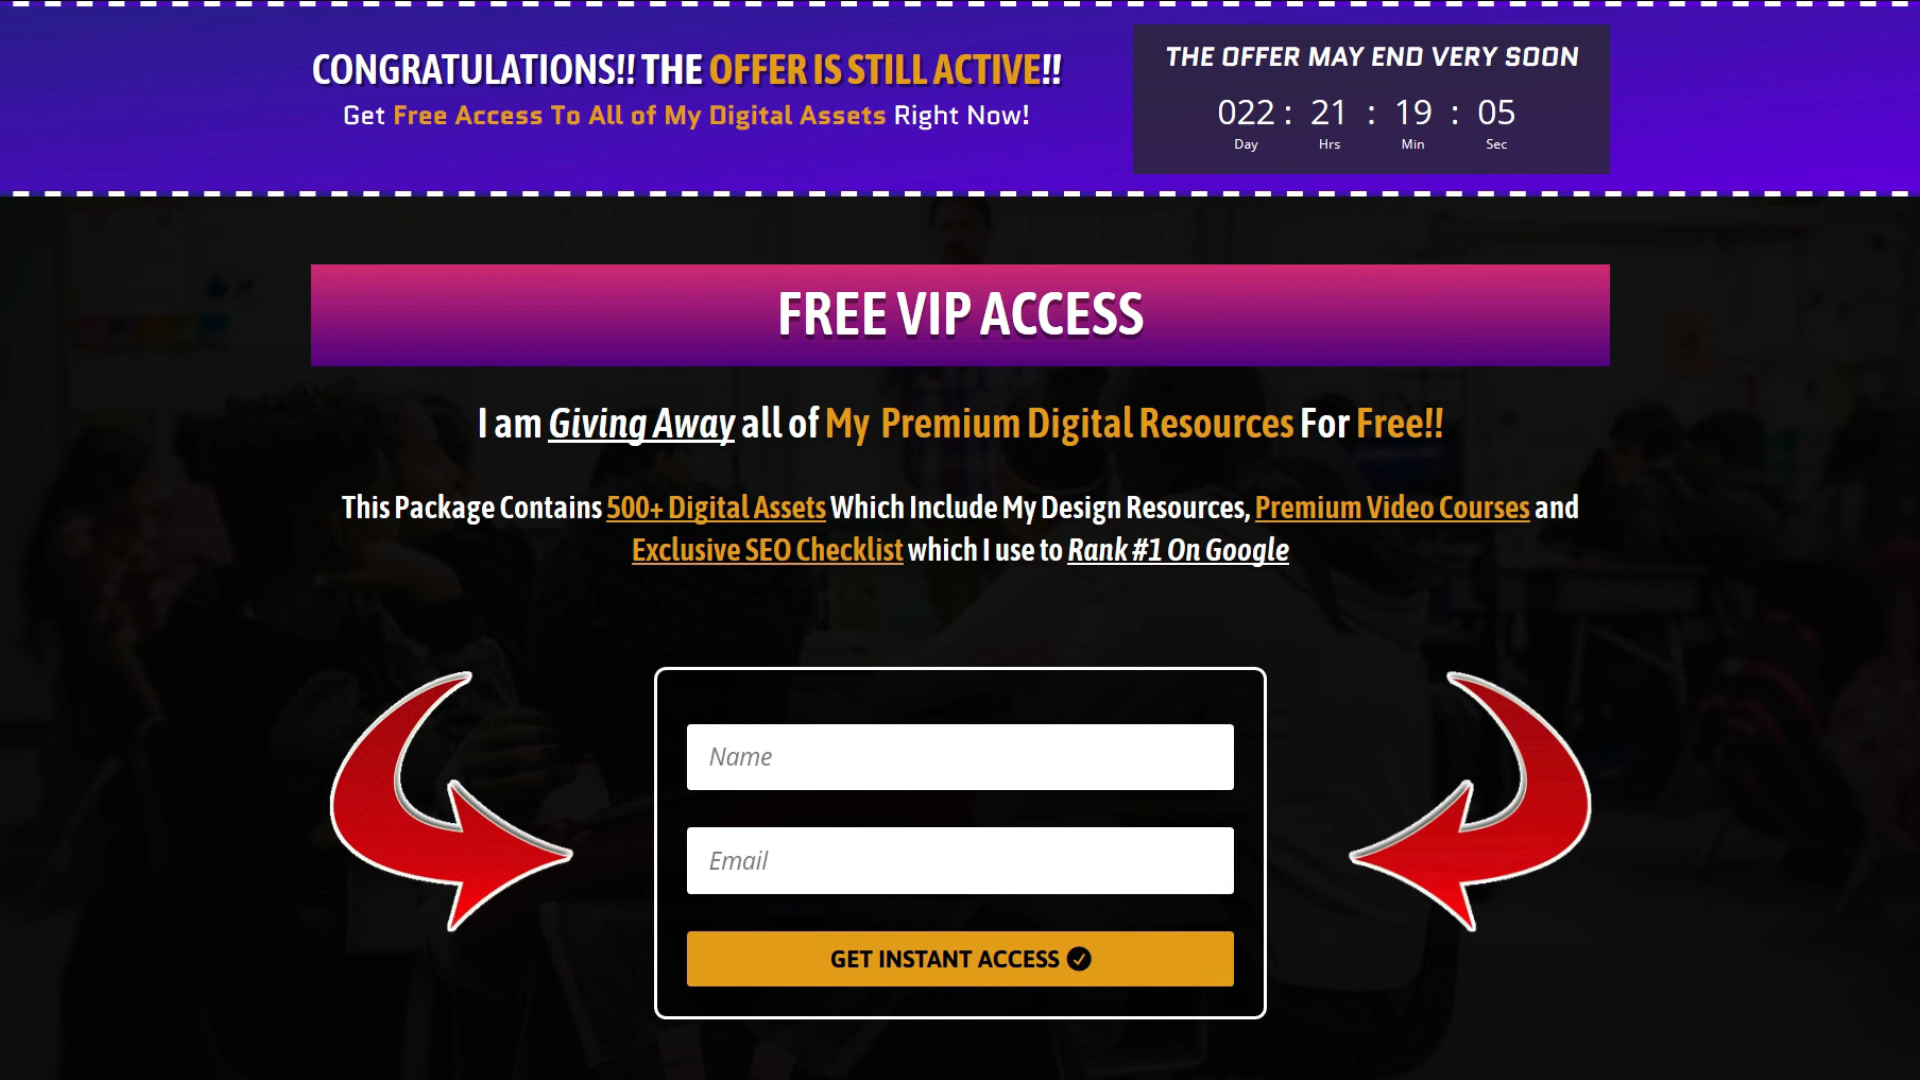 CONGRATULATIONS!! THE OFFER IS STILL ACTIVE!!
Get Free Access To All of My Digital Assets Right Now!
THE OFFER MAY END VERY SOON
022 : 21 : 19 : 05
Day Hrs Min Sec
FREE VIP ACCESS
I am Giving Away all of My Premium Digital Resources For Free!!
This Package Contains 500+ Digital Assets Which Include My Design Resources, Premium Video Courses and
Exclusive SEO Checklist which I use to Rank #1 On Google
Name
Email
GET INSTANT ACCESS